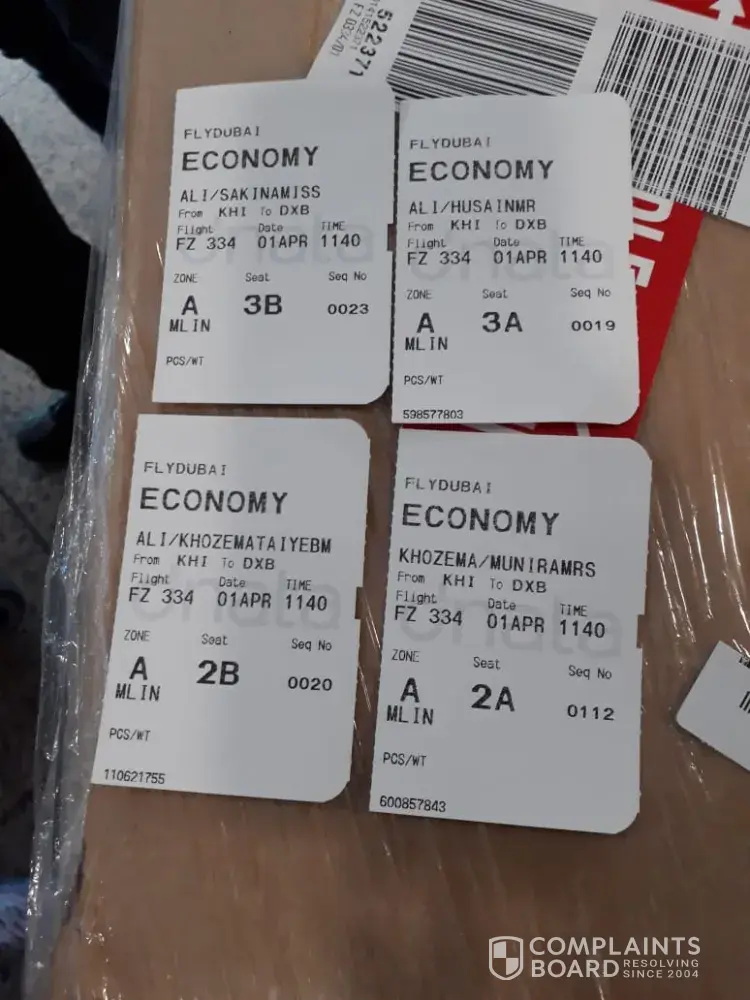 522371
FZ 0334/01
FLYDUBAI
ECONOMY
ALI/SAKINAMISS
From KHI To DXB
Flight Date TIME
FZ 334 01APR 1140
ZONE Seat Seq No
A 3B 0023
MLIN
PCS/WT
FLYDUBAI
ECONOMY
ALI/HUSAINMR
From KHI To DXB
Flight Date TIME
FZ 334 01APR 1140
ZONE Seat Seq No
A 3A 0019
MLIN
PCS/WT
598577803
FLYDUBAI
ECONOMY
ALI/KHOZEMATAIYEBM
From KHI To DXB
Flight Date TIME
FZ 334 01APR 1140
ZONE Seat Seq No
A 2B 0020
MLIN
PCS/WT
110621755
FLYDUBAI
ECONOMY
KHOZEMA/MUNIRAMRS
From KHI To DXB
Flight Date TIME
FZ 334 01APR 1140
ZONE Seat Seq No
A 2A 0112
MLIN
PCS/WT
600857843
COMPLAINTS
BOARD RESOLVING
SINCE 2004